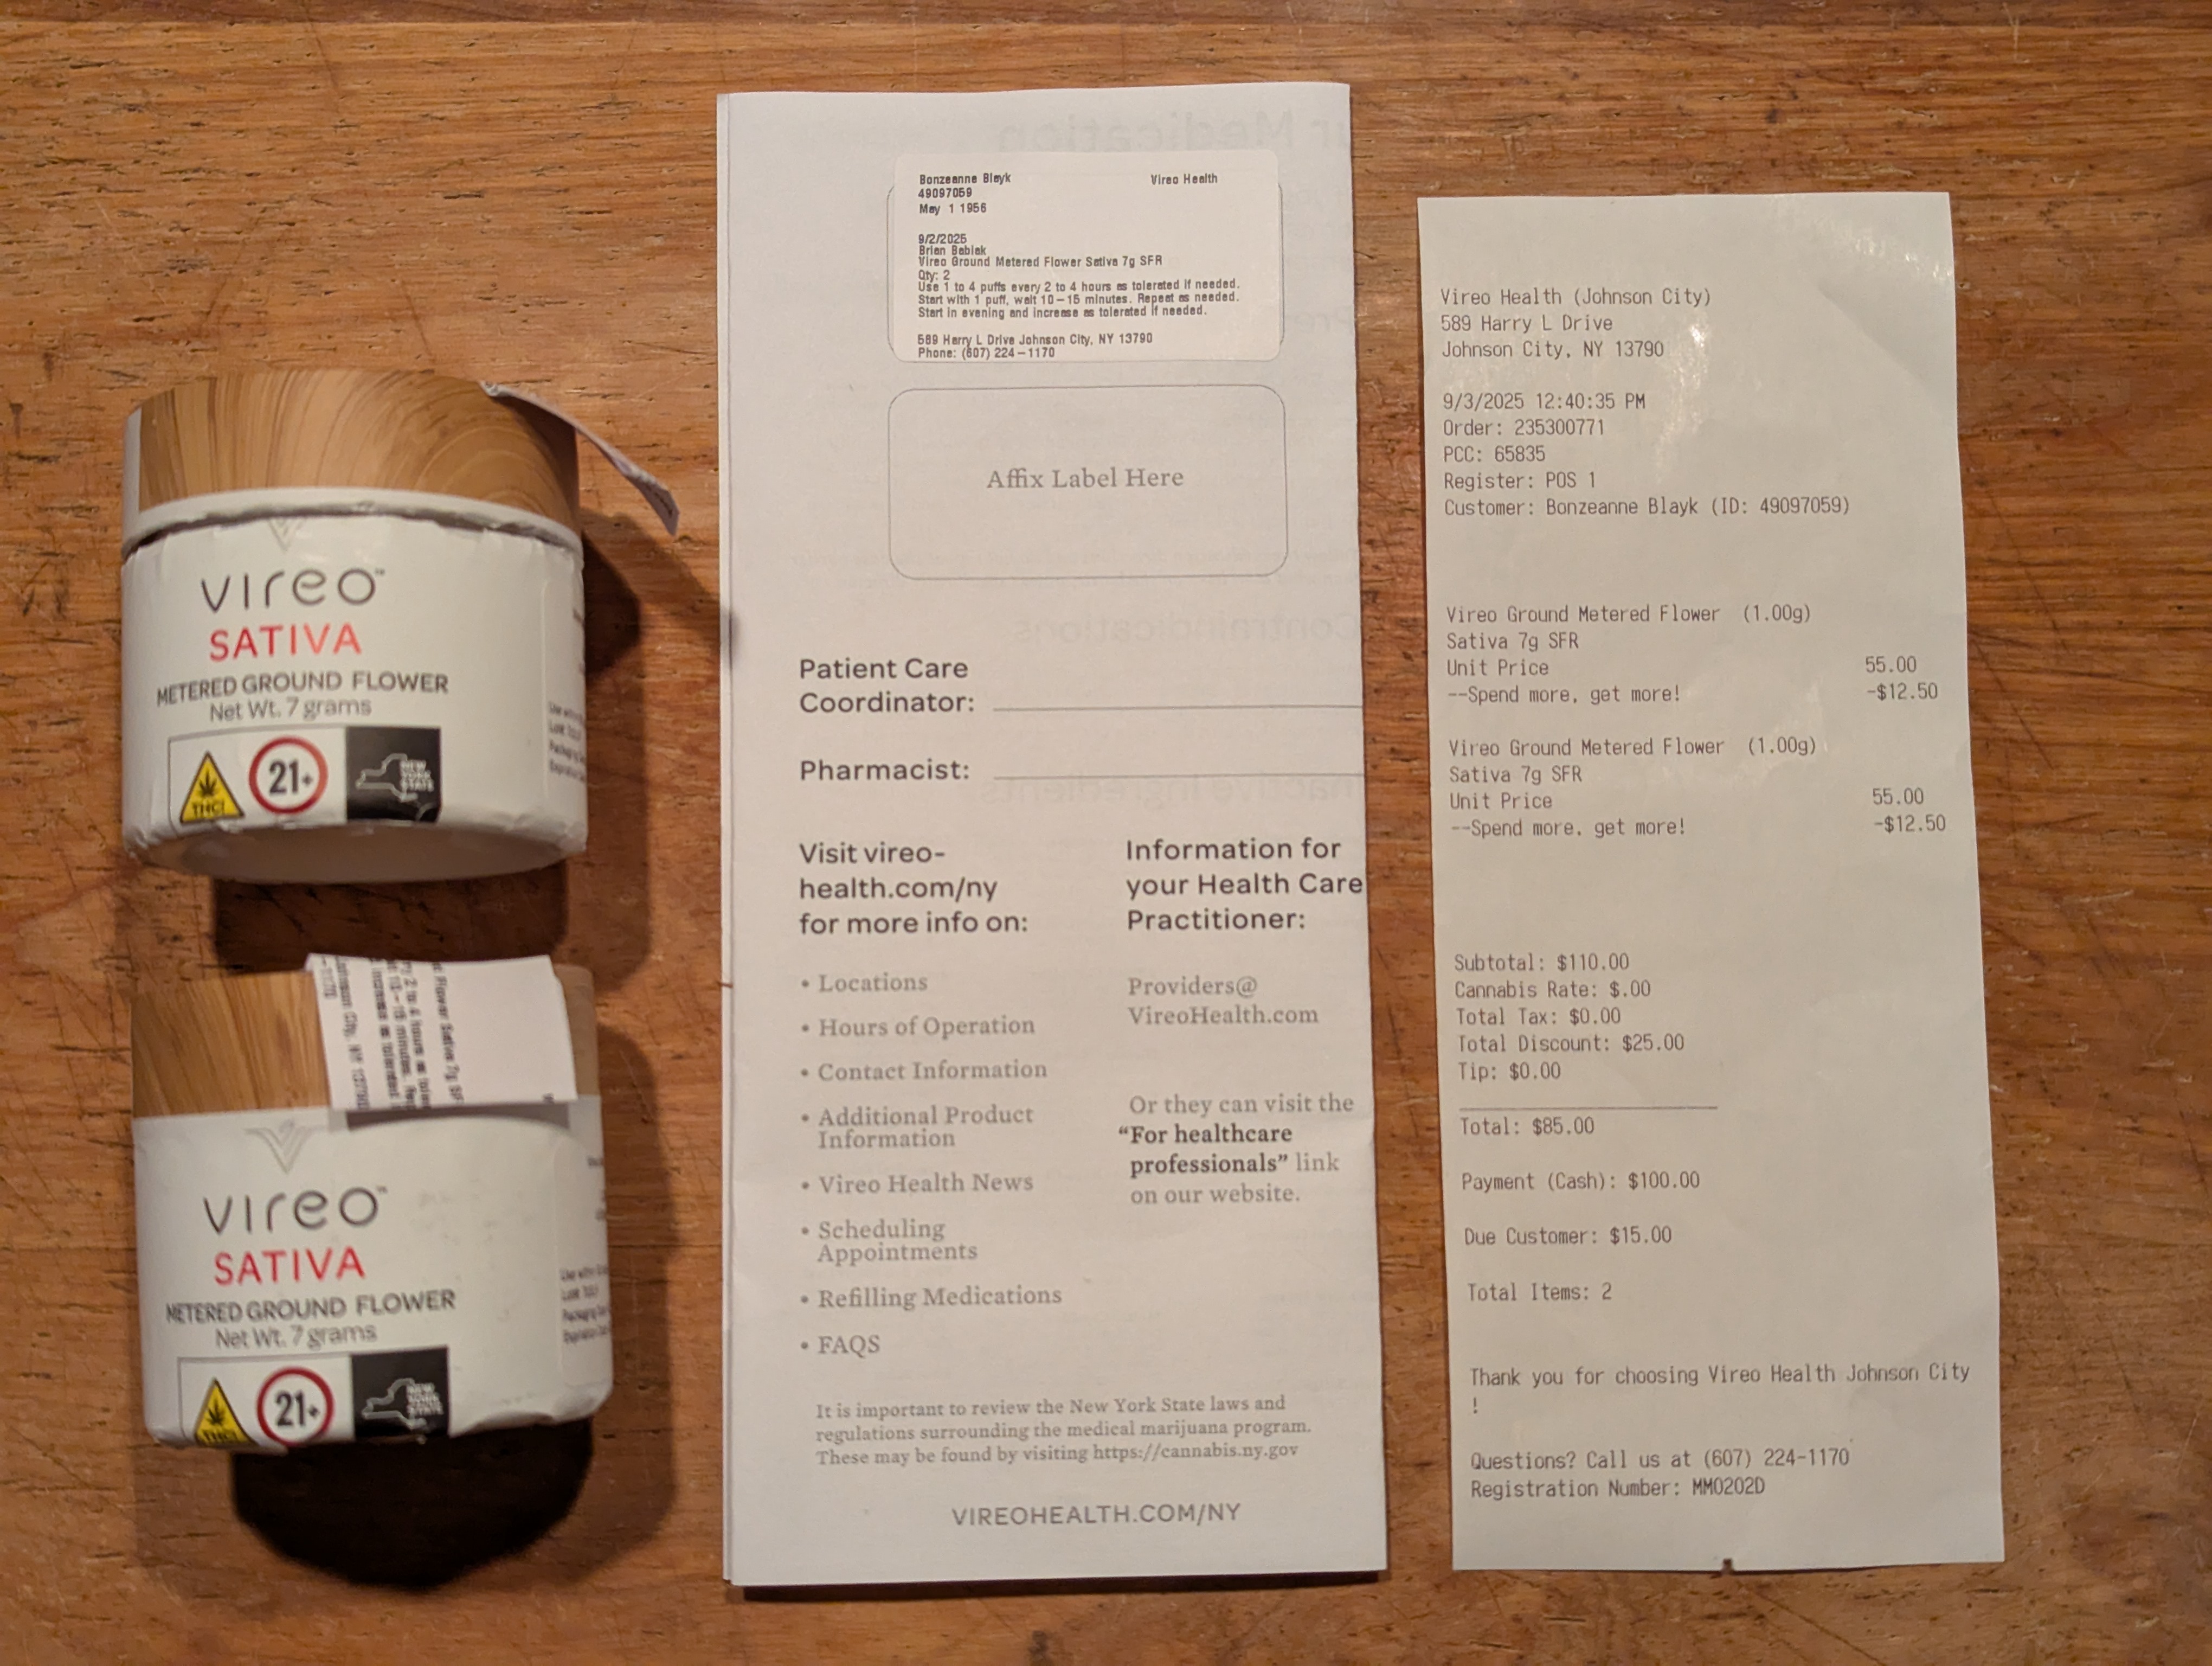 vireo™
SATIVA
METERED GROUND FLOWER
Net Wt. 7 grams
THC!
21+
NEW
YORK
STATE
vireo™
SATIVA
METERED GROUND FLOWER
Net Wt. 7 grams
THC!
21+
NEW
YORK
STATE
Bonzeanne Blayk Vireo Health
49097059
May 1 1956
9/2/2025
Brian Babiak
Vireo Ground Metered Flower Sativa 7g SFR
Qty: 2
Use 1 to 4 puffs every 2 to 4 hours as tolerated if needed.
Start with 1 puff, wait 10-15 minutes. Repeat as needed.
Start in evening and increase as tolerated if needed.
589 Harry L Drive Johnson City, NY 13790
Phone: (607) 224-1170
Affix Label Here
Patient Care
Coordinator:
Pharmacist:
Visit vireo-
health.com/ny
for more info on:
• Locations
• Hours of Operation
• Contact Information
• Additional Product
Information
• Vireo Health News
• Scheduling
Appointments
• Refilling Medications
• FAQS
Information for
your Health Care
Practitioner:
Providers@
VireoHealth.com
Or they can visit the
“For healthcare
professionals” link
on our website.
It is important to review the New York State laws and
regulations surrounding the medical marijuana program.
These may be found by visiting https://cannabis.ny.gov
VIREOHEALTH.COM/NY
Vireo Health (Johnson City)
589 Harry L Drive
Johnson City, NY 13790
9/3/2025 12:40:35 PM
Order: 235300771
PCC: 65835
Register: POS 1
Customer: Bonzeanne Blayk (ID: 49097059)
Vireo Ground Metered Flower (1.00g)
Sativa 7g SFR
Unit Price 55.00
--Spend more, get more! -$12.50
Vireo Ground Metered Flower (1.00g)
Sativa 7g SFR
Unit Price 55.00
--Spend more, get more! -$12.50
Subtotal: $110.00
Cannabis Rate: $.00
Total Tax: $0.00
Total Discount: $25.00
Tip: $0.00
Total: $85.00
Payment (Cash): $100.00
Due Customer: $15.00
Total Items: 2
Thank you for choosing Vireo Health Johnson City
!
Questions? Call us at (607) 224-1170
Registration Number: MM0202D